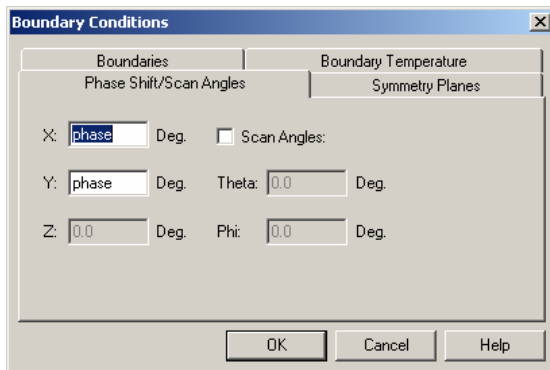 Boundary Conditions
Boundaries Boundary Temperature
Phase Shift/Scan Angles Symmetry Planes
X: phase Deg. Scan Angles:
Y: phase Deg. Theta: 0.0 Deg.
Z: 0.0 Deg. Phi: 0.0 Deg.
OK Cancel Help